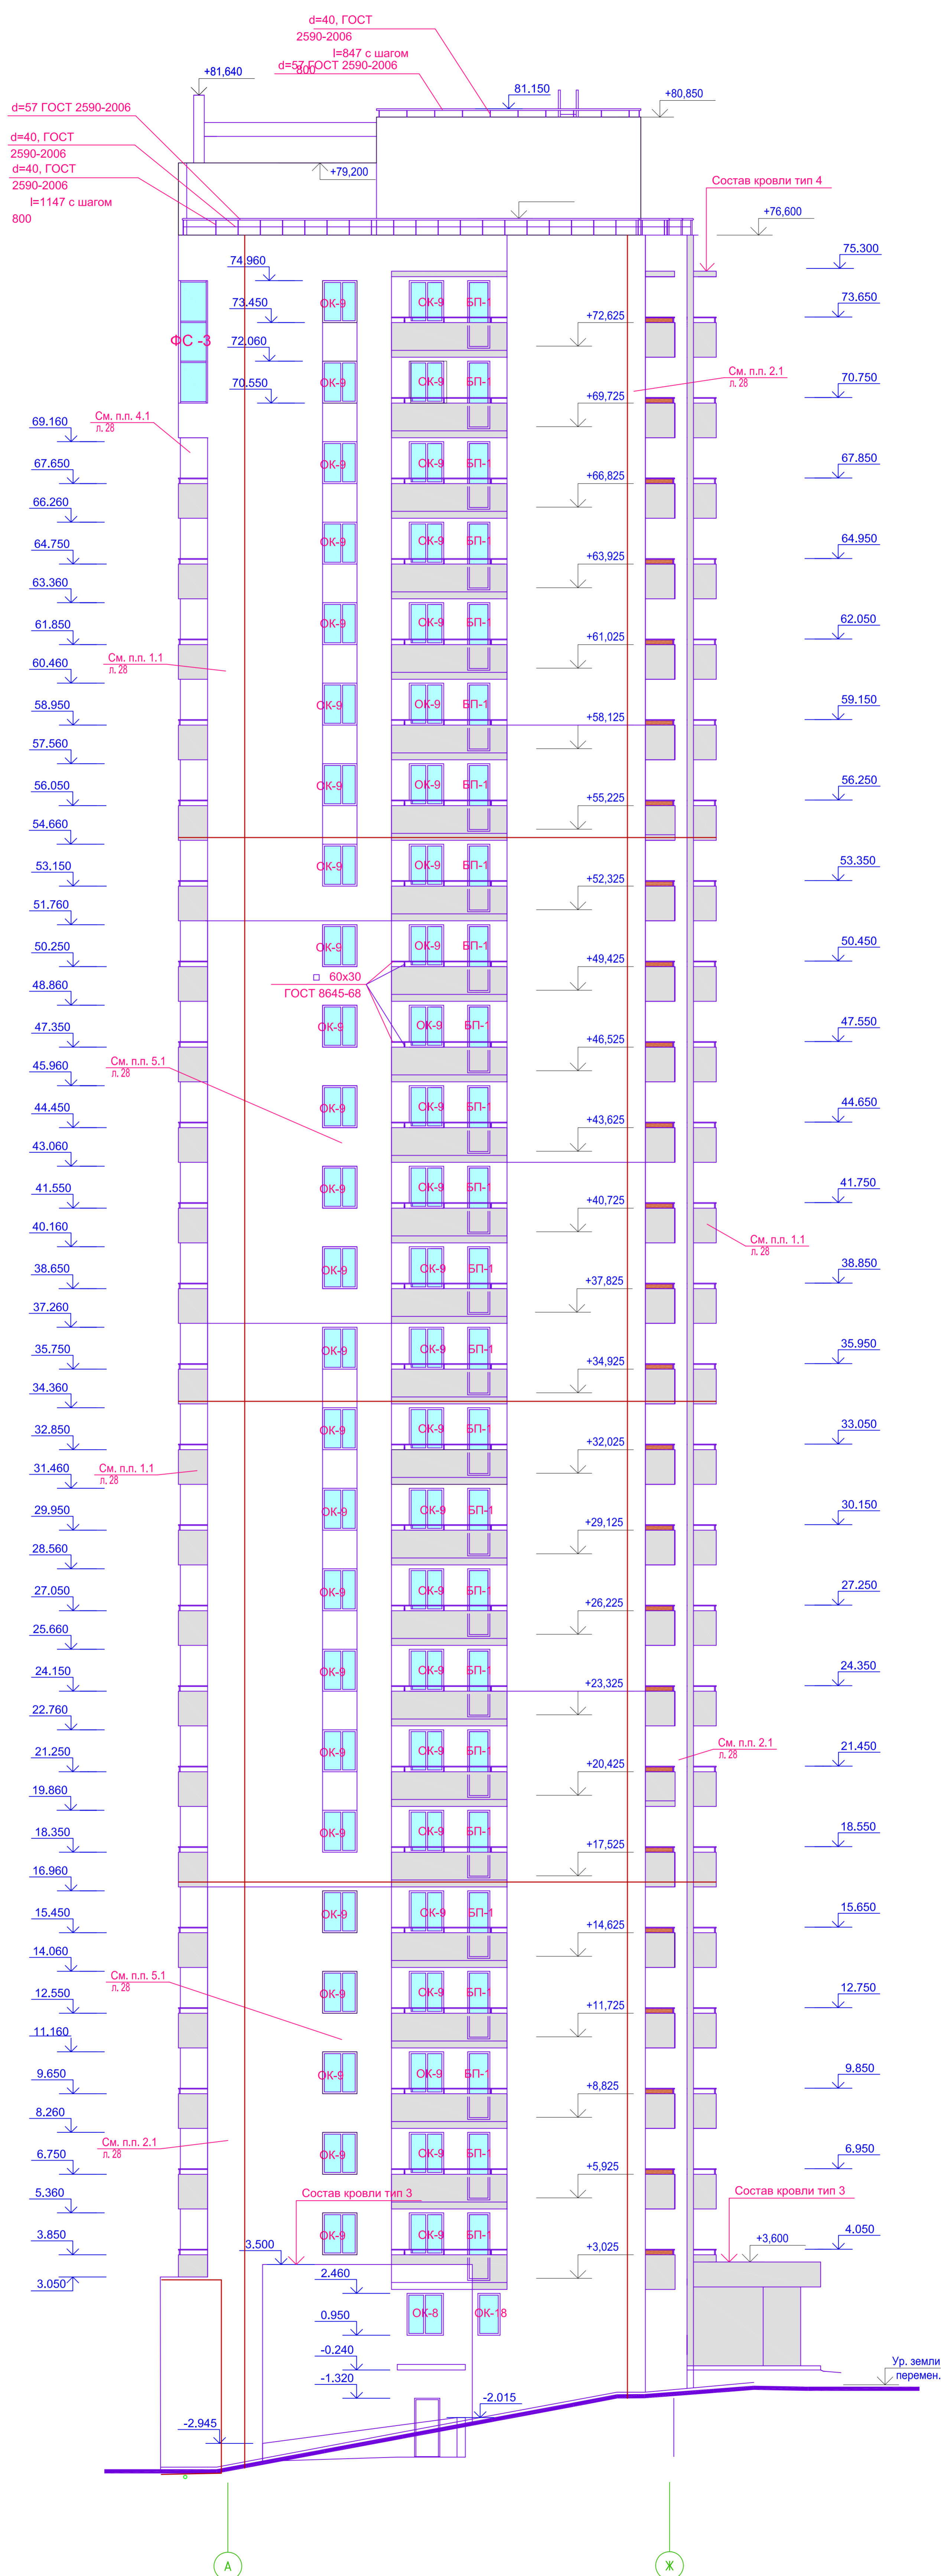 d=40, ГОСТ
2590-2006
l=847 с шагом
800
d=57 ГОСТ 2590-2006
+81,640
81.150
+80,850
d=57 ГОСТ 2590-2006
d=40, ГОСТ
2590-2006
d=40, ГОСТ
2590-2006
l=1147 с шагом
800
+79,200
Состав кровли тип 4
+76,600
75.300
74.960
ОК-9 ОК-9 БП-1
73.450
73.650
+72,625
ФС -3
72.060
См. п.п. 2.1
л. 28
70.550
ОК-9 ОК-9 БП-1
70.750
+69,725
См. п.п. 4.1
л. 28
69.160
67.650
ОК-9 ОК-9 БП-1
67.850
+66,825
66.260
64.750
ОК-9 ОК-9 БП-1
64.950
+63,925
63.360
61.850
ОК-9 ОК-9 БП-1
62.050
+61,025
См. п.п. 1.1
л. 28
60.460
58.950
ОК-9 ОК-9 БП-1
59.150
+58,125
57.560
56.050
ОК-9 ОК-9 БП-1
56.250
+55,225
54.660
53.150
ОК-9 ОК-9 БП-1
53.350
+52,325
51.760
50.250
ОК-9 ОК-9 БП-1
50.450
+49,425
60х30
ГОСТ 8645-68
48.860
47.350
ОК-9 ОК-9 БП-1
47.550
+46,525
См. п.п. 5.1
л. 28
45.960
44.450
ОК-9 ОК-9 БП-1
44.650
+43,625
43.060
41.550
ОК-9 ОК-9 БП-1
41.750
+40,725
См. п.п. 1.1
л. 28
40.160
38.650
ОК-9 ОК-9 БП-1
38.850
+37,825
37.260
35.750
ОК-9 ОК-9 БП-1
35.950
+34,925
34.360
32.850
ОК-9 ОК-9 БП-1
33.050
+32,025
См. п.п. 1.1
л. 28
31.460
29.950
ОК-9 ОК-9 БП-1
30.150
+29,125
28.560
27.050
ОК-9 ОК-9 БП-1
27.250
+26,225
25.660
24.150
ОК-9 ОК-9 БП-1
24.350
+23,325
22.760
См. п.п. 2.1
л. 28
21.250
ОК-9 ОК-9 БП-1
21.450
+20,425
19.860
18.350
ОК-9 ОК-9 БП-1
18.550
+17,525
16.960
15.450
ОК-9 ОК-9 БП-1
15.650
+14,625
14.060
См. п.п. 5.1
л. 28
12.550
ОК-9 ОК-9 БП-1
12.750
+11,725
11.160
9.650
ОК-9 ОК-9 БП-1
9.850
+8,825
8.260
См. п.п. 2.1
л. 28
6.750
ОК-9 ОК-9 БП-1
6.950
+5,925
5.360
Состав кровли тип 3
Состав кровли тип 3
3.850
ОК-9 ОК-9 БП-1
4.050
3.500
+3,025
+3,600
3.050
2.460
ОК-8 ОК-18
0.950
-0.240
-1.320
Ур. земли
перемен.
-2.015
-2.945
А
Ж